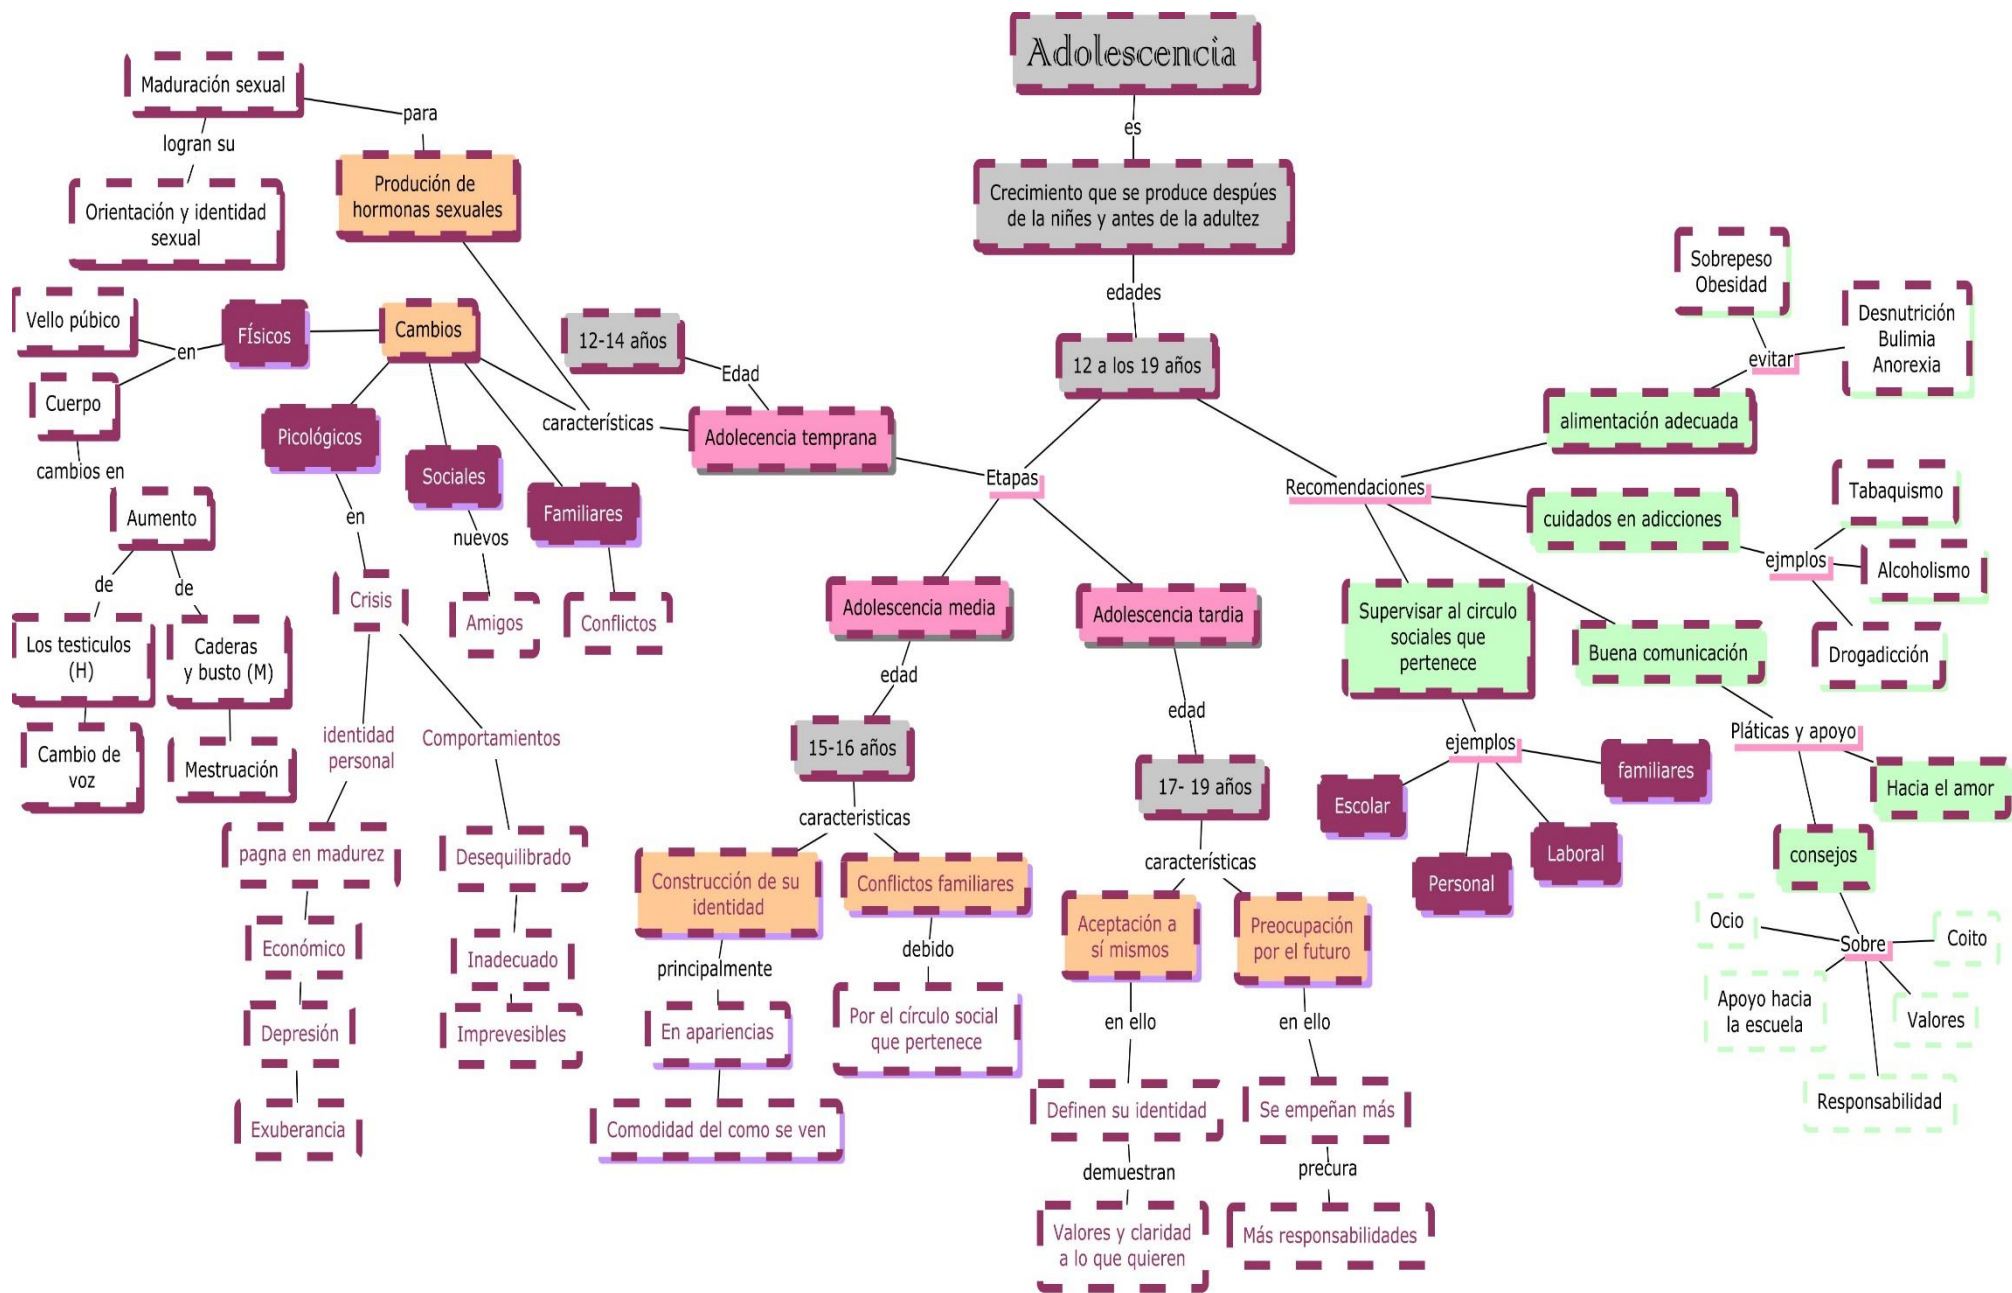 Adolescencia
es
Crecimiento que se produce despúes
de la niñes y antes de la adultez
edades
12 a los 19 años
Etapas
Adolecencia temprana
Edad
12-14 años
características
Produción de
hormonas sexuales
para
Maduración sexual
logran su
Orientación y identidad
sexual
Cambios
FÍsicos
en
Vello púbico
Cuerpo
cambios en
Aumento
de
de
Los testiculos
(H)
Caderas
y busto (M)
Cambio de
voz
Mestruación
Picológicos
en
Crisis
identidad
personal
Comportamientos
pagna en madurez
Económico
Depresión
Exuberancia
Desequilibrado
Inadecuado
Imprevesibles
Sociales
nuevos
Amigos
Familiares
Conflictos
Adolescencia media
edad
15-16 años
caracteristicas
Construcción de su
identidad
principalmente
En apariencias
Comodidad del como se ven
Conflictos familiares
debido
Por el círculo social
que pertenece
Adolescencia tardia
edad
17- 19 años
características
Aceptación a
sí mismos
en ello
Definen su identidad
demuestran
Valores y claridad
a lo que quieren
Preocupación
por el futuro
en ello
Se empeñan más
precura
Más responsabilidades
Recomendaciones
alimentación adecuada
evitar
Sobrepeso
Obesidad
Desnutrición
Bulimia
Anorexia
cuidados en adicciones
ejmplos
Tabaquismo
Alcoholismo
Drogadicción
Supervisar al circulo
sociales que
pertenece
ejemplos
Escolar
Personal
Laboral
familiares
Buena comunicación
Pláticas y apoyo
Hacia el amor
consejos
Sobre
Ocio
Coito
Apoyo hacia
la escuela
Valores
Responsabilidad